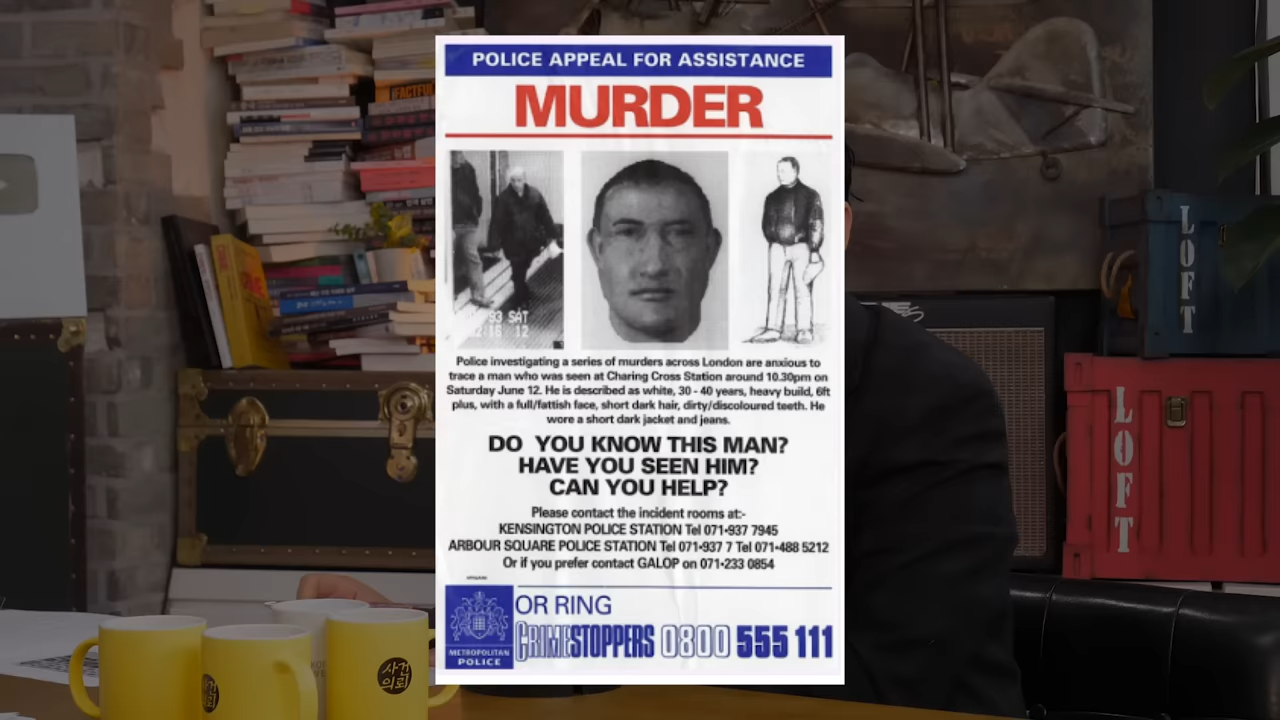 POLICE APPEAL FOR ASSISTANCE
MURDER
93 SAT
Police investigating a series of murders across London are anxious to
trace a man who was seen at Charing Cross Station around 10.30pm on
Saturday June 12. He is described as white, 30 - 40 years, heavy build, 6ft
plus, with a full/fattish face, short dark hair, dirty/discoloured teeth. He
wore a short dark jacket and jeans.
DO YOU KNOW THIS MAN?
HAVE YOU SEEN HIM?
CAN YOU HELP?
Please contact the incident rooms at:-
KENSINGTON POLICE STATION Tel 071•937 7945
ARBOUR SQUARE POLICE STATION Tel 071•937 7 Tel 071•488 5212
Or if you prefer contact GALOP on 071•233 0854
OR RING
CRIMESTOPPERS 0800 555 111
METROPOLITAN
POLICE
#FACTFUL
LOFT
LOFT
사건
의뢰